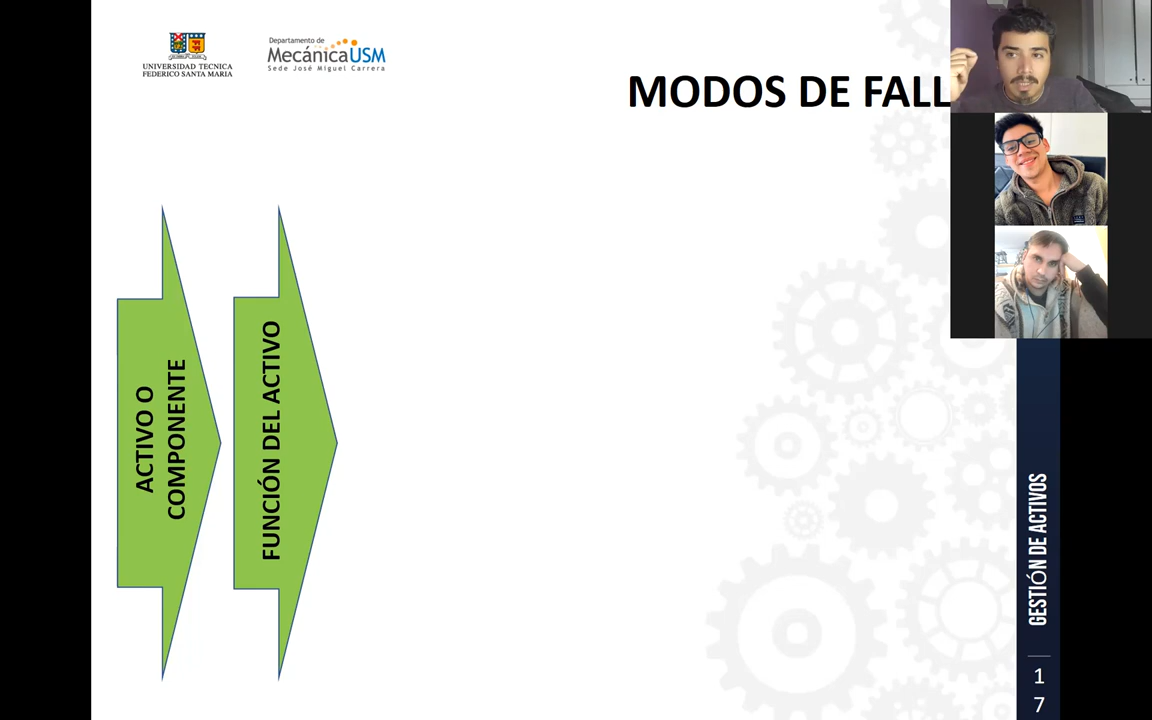 UNIVERSIDAD TECNICA
FEDERICO SANTA MARIA
Departamento de
MecánicaUSM
Sede José Miguel Carrera
MODOS DE FALL
ACTIVO O
COMPONENTE
FUNCIÓN DEL ACTIVO
GESTIÓN DE ACTIVOS
1
7